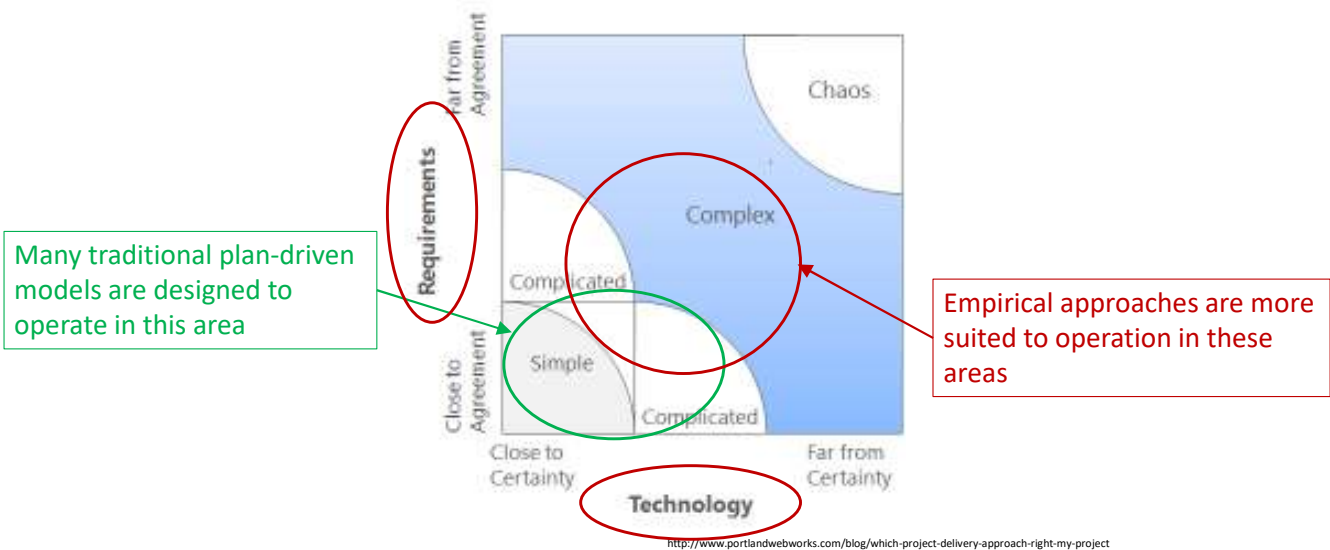 Far from
Agreement
Chaos
Requirements
Complex
Many traditional plan-driven
models are designed to
operate in this area
Complicated
Empirical approaches are more
suited to operation in these
areas
Close to
Agreement
Simple
Complicated
Close to
Certainty
Far from
Certainty
Technology
http://www.portlandwebworks.com/blog/which-project-delivery-approach-right-my-project